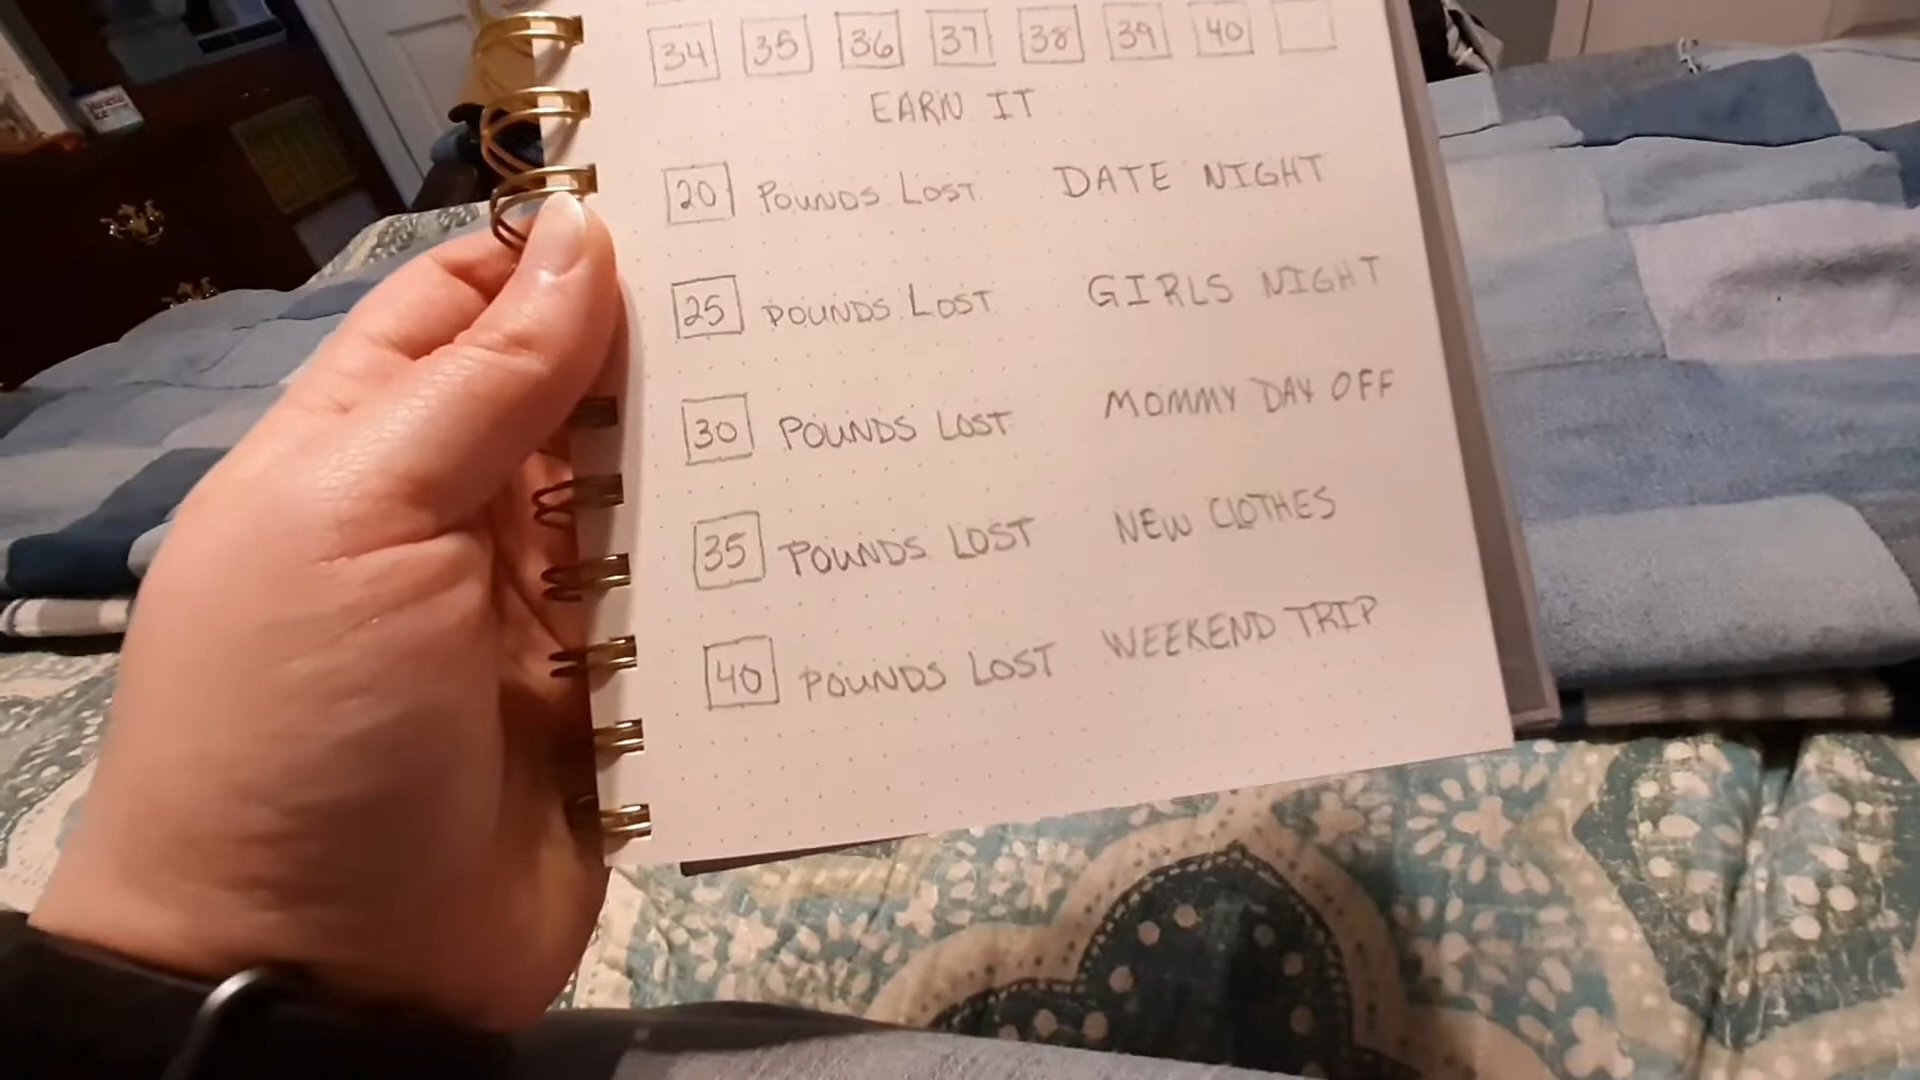 34 35 36 37 38 39 40
EARN IT
20 POUNDS LOST DATE NIGHT
25 POUNDS LOST GIRLS NIGHT
30 POUNDS LOST MOMMY DAY OFF
35 POUNDS LOST NEW CLOTHES
40 POUNDS LOST WEEKEND TRIP